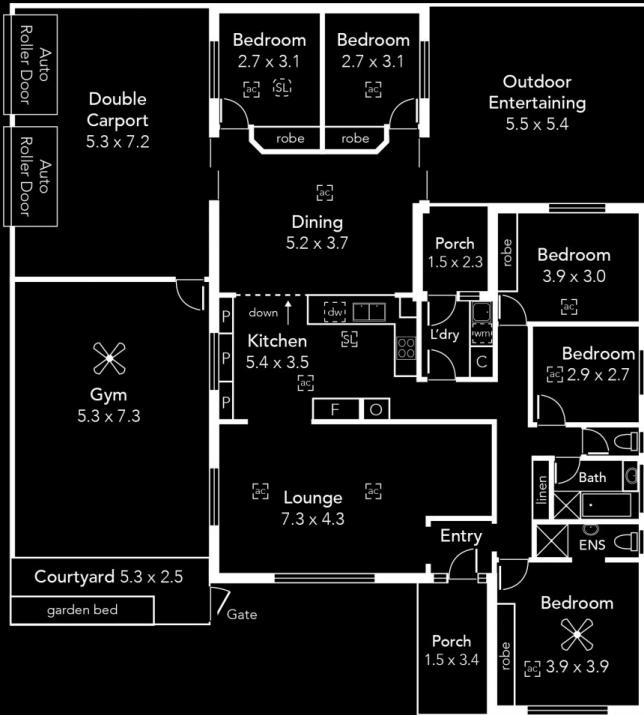 Auto
Roller Door
Auto
Roller Door
Double
Carport
5.3 x 7.2
Bedroom
2.7 x 3.1
ac
SL
robe
Bedroom
2.7 x 3.1
ac
robe
Outdoor
Entertaining
5.5 x 5.4
ac
Dining
5.2 x 3.7
Porch
1.5 x 2.3
robe
Bedroom
3.9 x 3.0
ac
down
dw
P
P
P
Kitchen
5.4 x 3.5
SL
ac
L'dry
wm
C
F
O
Bedroom
ac
2.9 x 2.7
Gym
5.3 x 7.3
ac
Lounge
7.3 x 4.3
ac
Entry
linen
Bath
ENS
Courtyard 5.3 x 2.5
garden bed
Gate
Porch
1.5 x 3.4
robe
Bedroom
ac
3.9 x 3.9